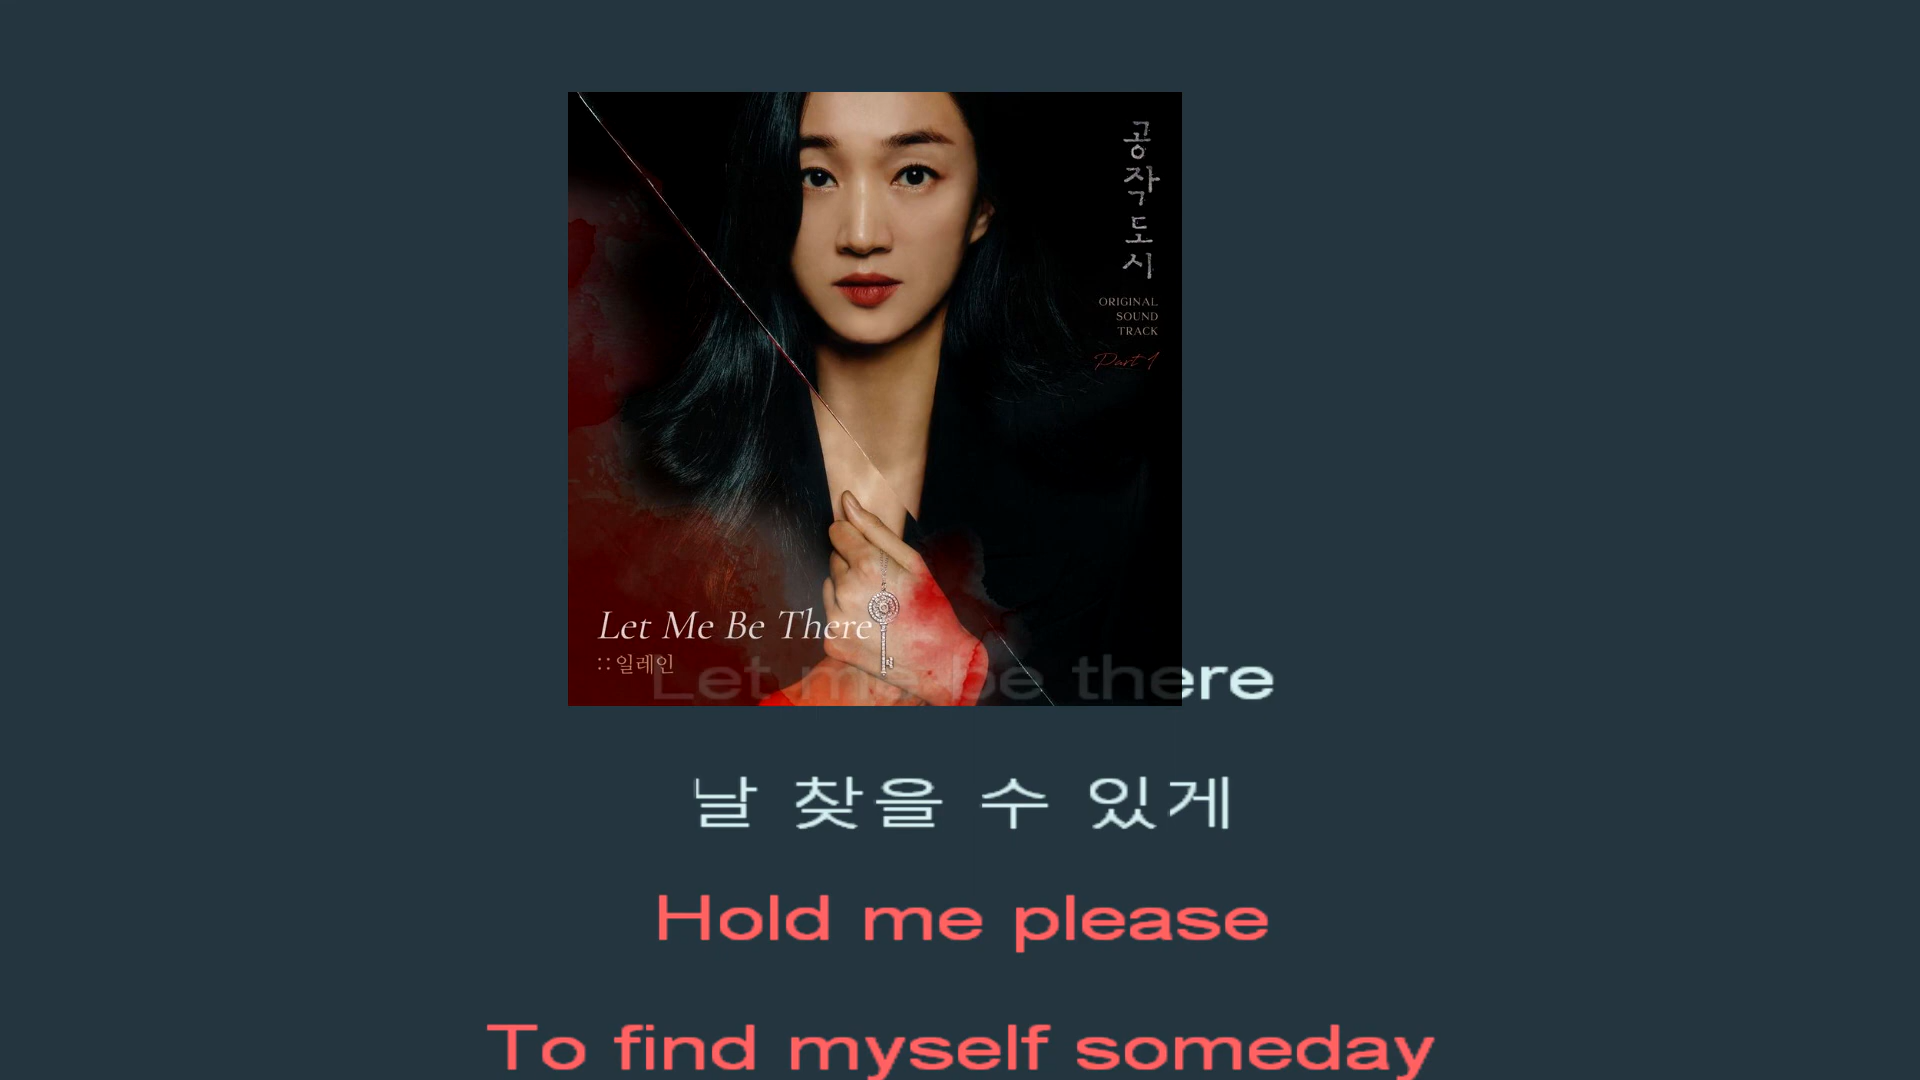 공작도시
ORIGINAL
SOUND
TRACK
Part 1
Let Me Be There
::일레인
Let me be there
날 찾을 수 있게
Hold me please
To find myself someday